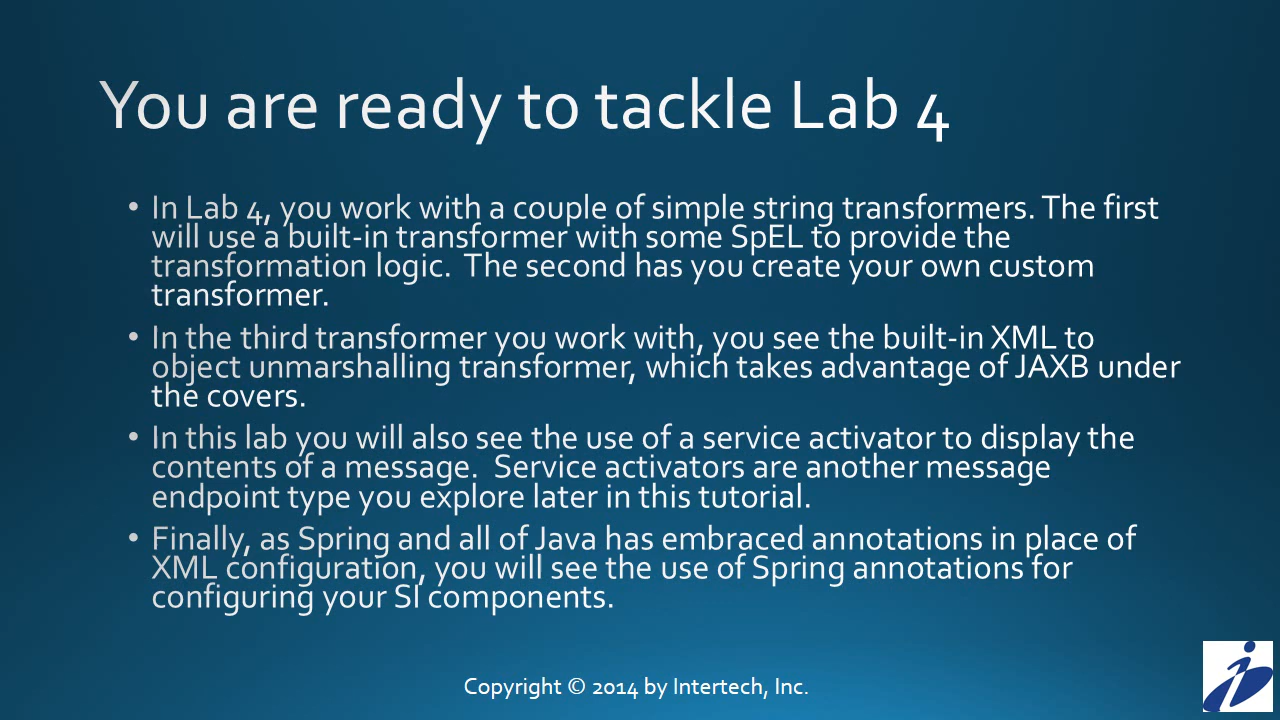 You are ready to tackle Lab 4
• In Lab 4, you work with a couple of simple string transformers. The first
will use a built-in transformer with some SpEL to provide the
transformation logic.  The second has you create your own custom
transformer.
• In the third transformer you work with, you see the built-in XML to
object unmarshalling transformer, which takes advantage of JAXB under
the covers.
• In this lab you will also see the use of a service activator to display the
contents of a message.  Service activators are another message
endpoint type you explore later in this tutorial.
• Finally, as Spring and all of Java has embraced annotations in place of
XML configuration, you will see the use of Spring annotations for
configuring your SI components.
Copyright © 2014 by Intertech, Inc.